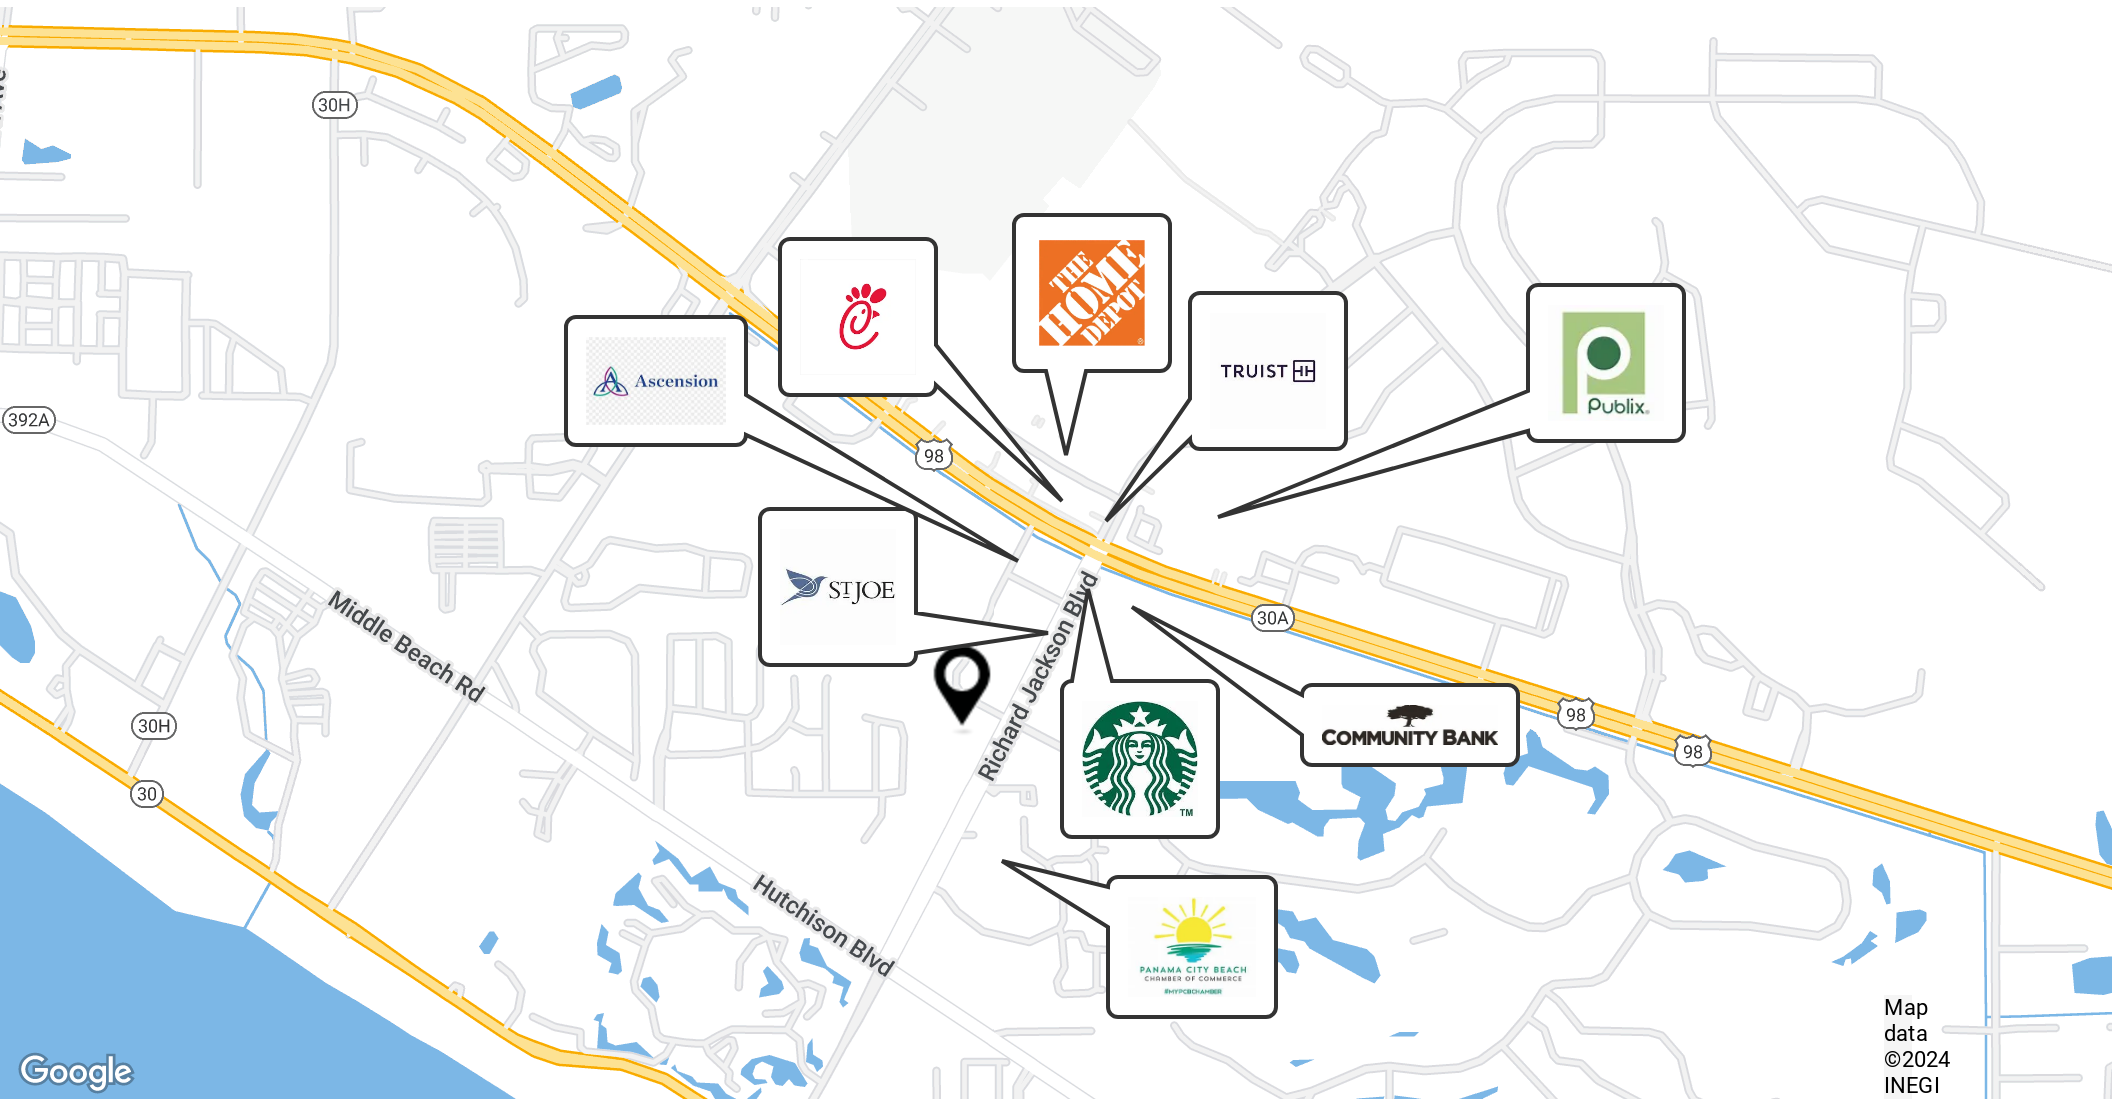 30H
THE
HOME
DEPOT
®
TRUIST
Publix®
Ascension
392A
98
ST JOE
Richard Jackson Blvd
30A
Middle Beach Rd
30H
30
98
98
COMMUNITY BANK
TM
Hutchison Blvd
PANAMA CITY BEACH
CHAMBER OF COMMERCE
#MYPCBCHAMBER
Map
data
©2024
INEGI
Google